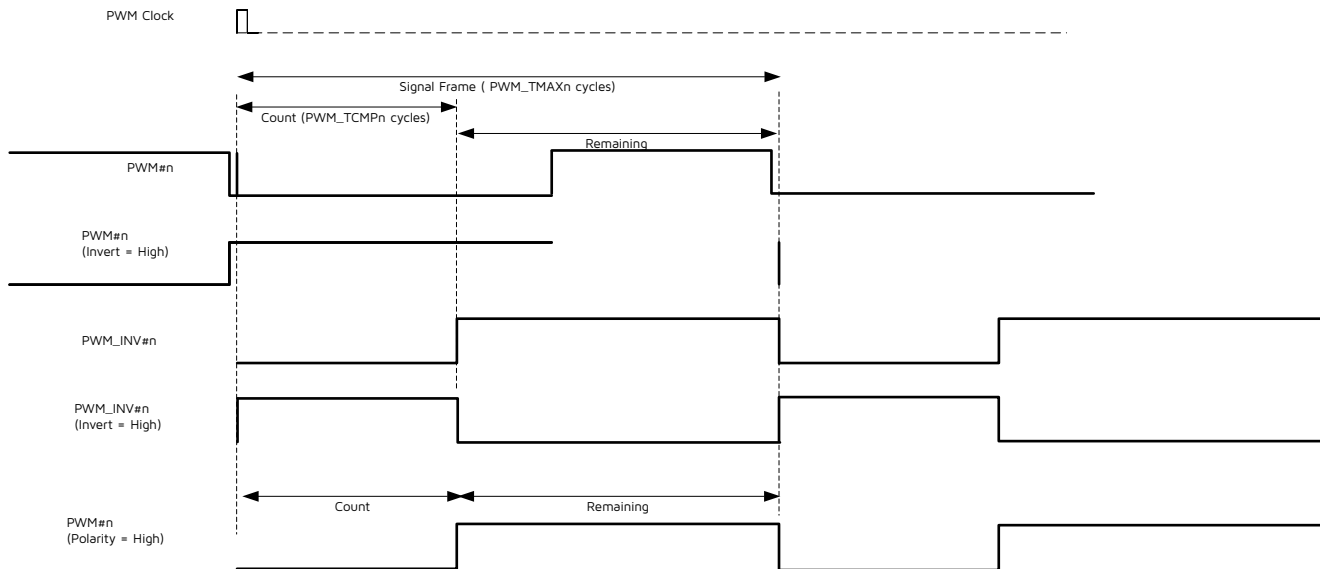 PWM Clock
Signal Frame ( PWM_TMAXn cycles)
Count (PWM_TCMPn cycles)
Remaining
PWM#n
PWM#n
(Invert = High)
PWM_INV#n
PWM_INV#n
(Invert = High)
Count
Remaining
PWM#n
(Polarity = High)